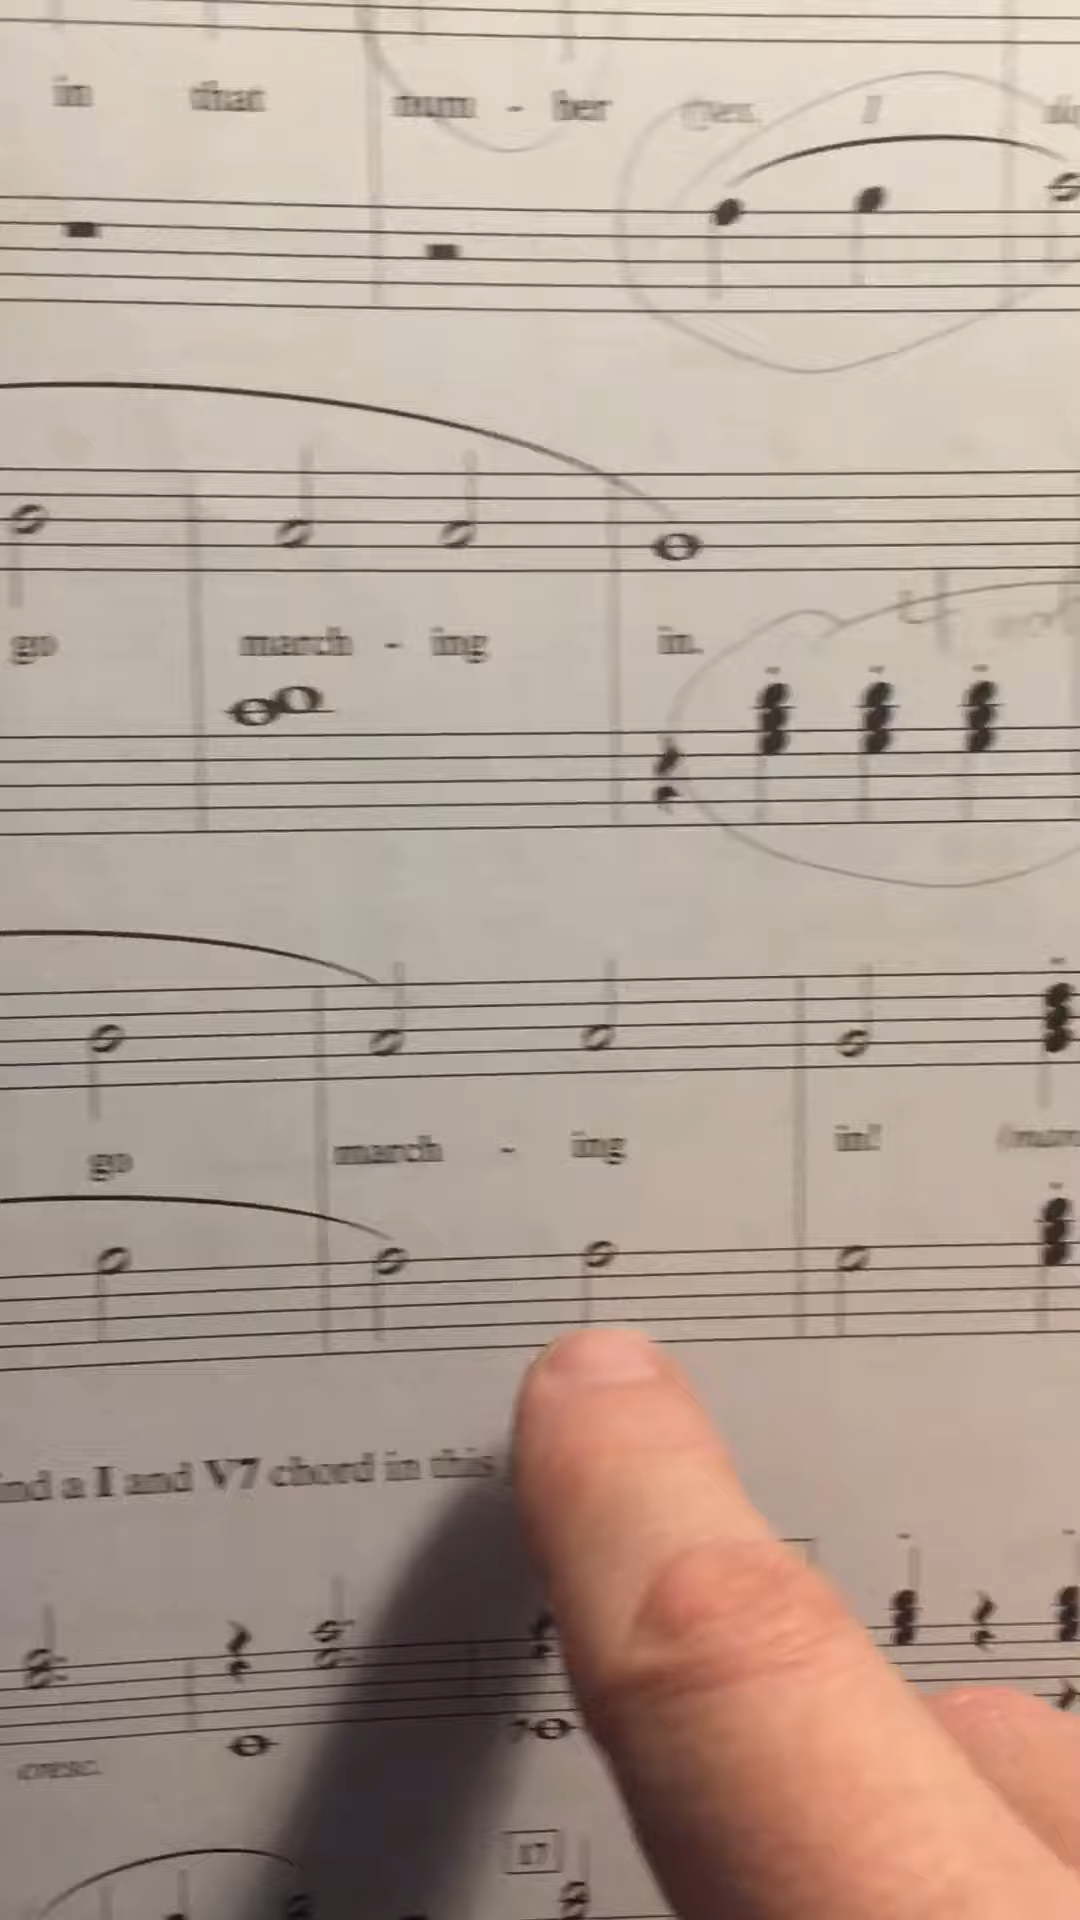 in that num - ber
go march - ing in.
go march - ing in!
ind a I and V7 chord in this
cresc.
17